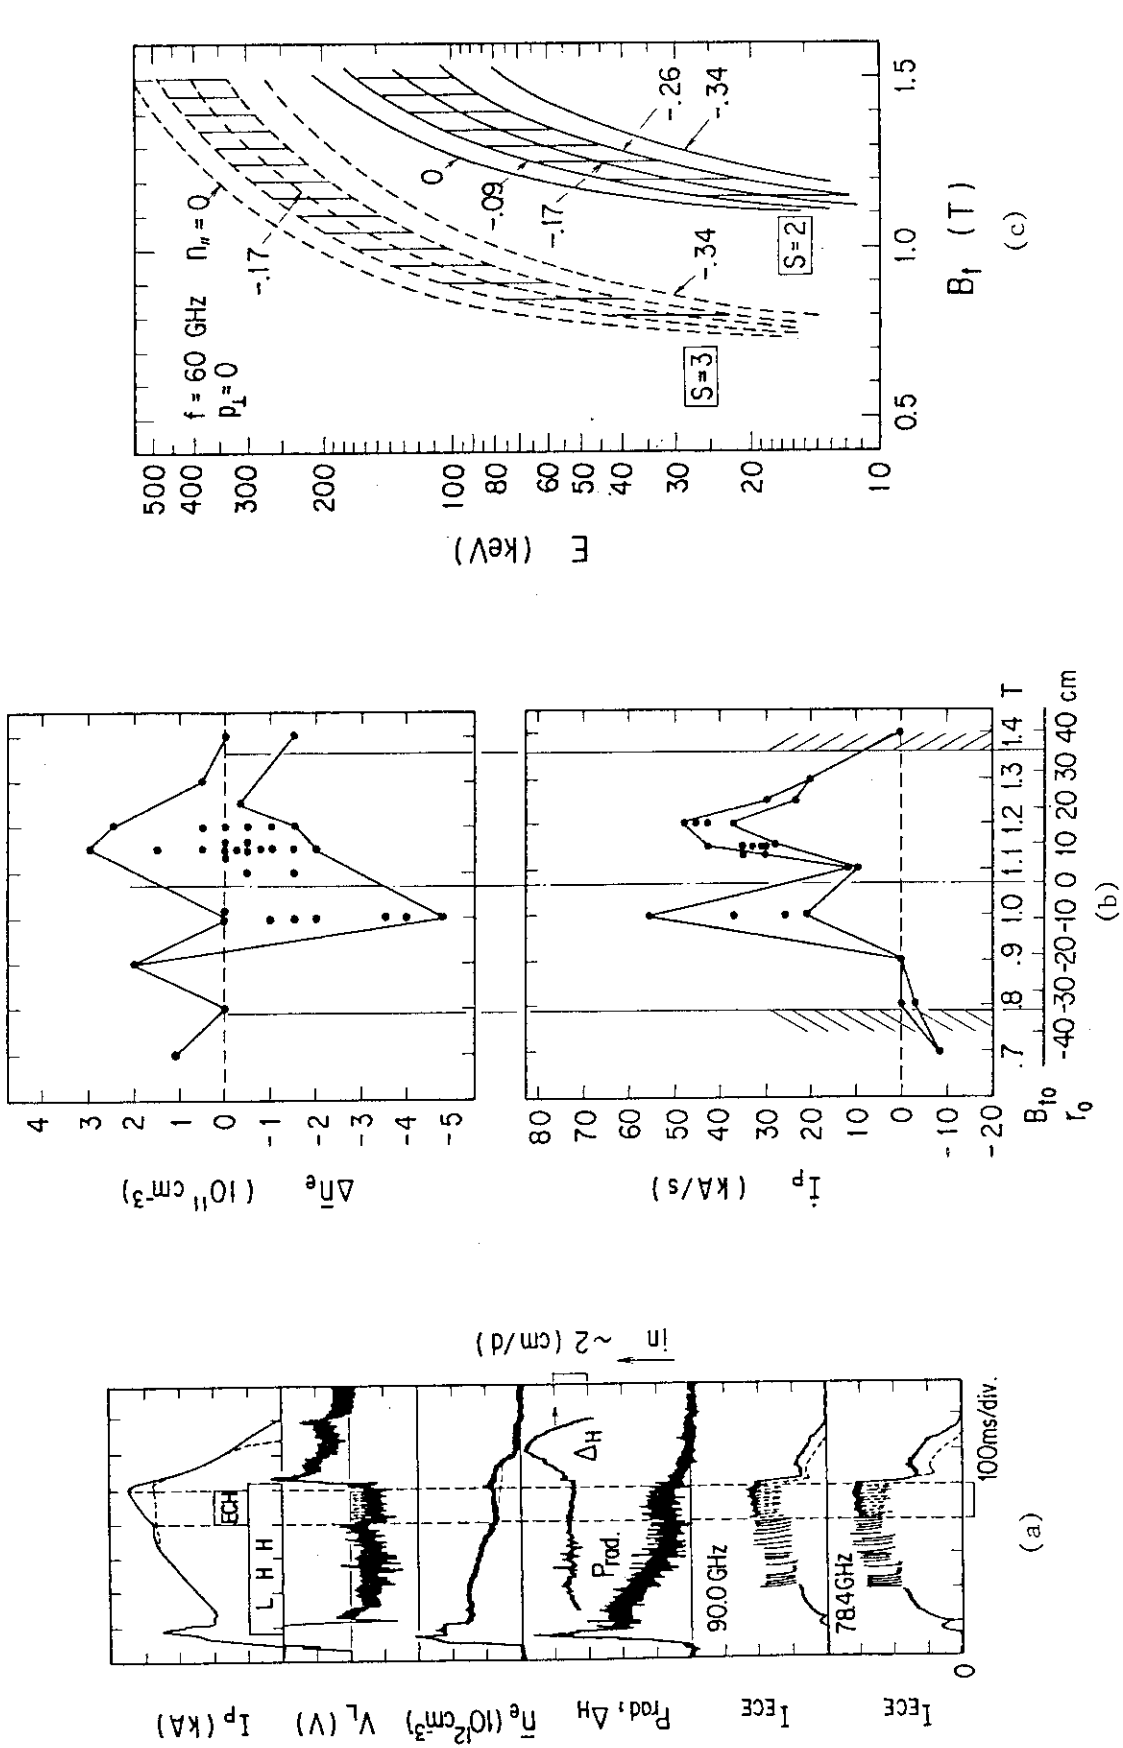 I_P (kA)
V_L (V)
n̄_e (10^12 cm^-3)
P_rad, Δ_H
I_ECE
I_ECE
ECH
L H H
P_rad.
Δ_H
90.0 GHz
78.4 GHz
0
100ms/div.
in ~2 (cm/d)
(a)
Δn̄_e (10^11 cm^-3)
4
3
2
1
0
-1
-2
-3
-4
-5
İ_P (kA/s)
80
70
60
50
40
30
20
10
0
-10
-20
B_t0 .7 .8 .9 1.0 1.1 1.2 1.3 1.4 T
r_0 -40 -30 -20 -10 0 10 20 30 40 cm
(b)
E (keV)
500
400
300
200
100
80
60
50
40
30
20
10
f = 60 GHz n_∥ = 0
p_⊥ = 0
-.17
0
-.09
-.17
-.26
-.34
-.34
S=3
S=2
0.5 1.0 1.5
B_t (T)
(c)